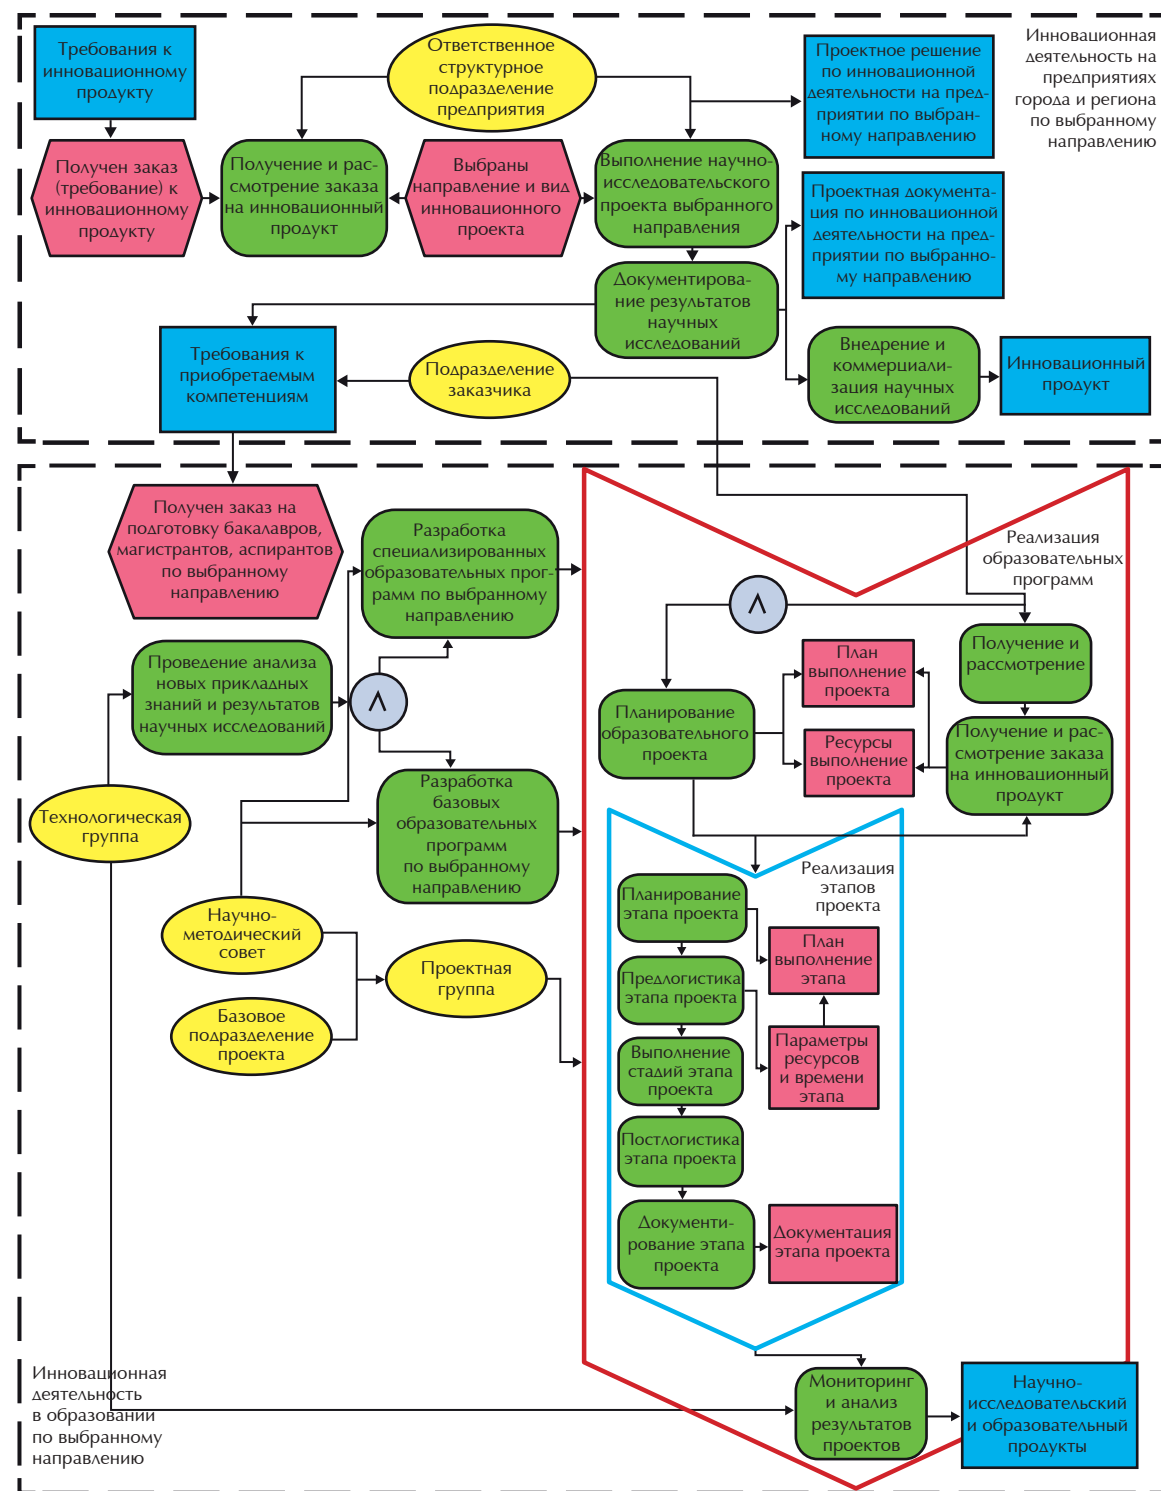 Требования к
инновационному
продукту
Ответственное
структурное
подразделение
предприятия
Проектное решение
по инновационной
деятельности на пред-
приятии по выбран-
ному направлению
Инновационная
деятельность на
предприятиях
города и региона
по выбранному
направлению
Получен заказ
(требование) к
инновационному
продукту
Получение и рас-
смотрение заказа
на инновационный
продукт
Выбраны
направление и вид
инновационного
проекта
Выполнение научно-
исследовательского
проекта выбранного
направления
Проектная документа-
ация по инновационной
деятельности на пред-
приятии по выбранно-
му направлению
Документирова-
ние результатов
научных
исследований
Требования к
приобретаемым
компетенциям
Подразделение
заказчика
Внедрение и
коммерциали-
зация научных
исследований
Инновационный
продукт
Получен заказ на
подготовку бакалавров,
магистрантов, аспирантов
по выбранному
направлению
Разработка
специализированных
образовательных прог-
рамм по выбранному
направлению
Реализация
образовательных
программ
Λ
Проведение анализа
новых прикладных
знаний и результатов
научных исследований
Λ
План
выполнение
проекта
Получение и
рассмотрение
Планирование
образовательного
проекта
Ресурсы
выполнение
проекта
Получение и рас-
смотрение заказа
на инновационный
продукт
Технологическая
группа
Разработка
базовых
образовательных
программ
по выбранному
направлению
Реализация
этапов
проекта
Планирование
этапа проекта
Научно-
методический
совет
План
выполнение
этапа
Проектная
группа
Предлогистика
этапа проекта
Базовое
подразделение
проекта
Параметры
ресурсов
и времени
этапа
Выполнение
стадий этапа
проекта
Постлогистика
этапа проекта
Документи-
рование этапа
проекта
Документация
этапа проекта
Инновационная
деятельность
в образовании
по выбранному
направлению
Мониторинг
и анализ
результатов
проектов
Научно-
исследовательский
и образовательный
продукты